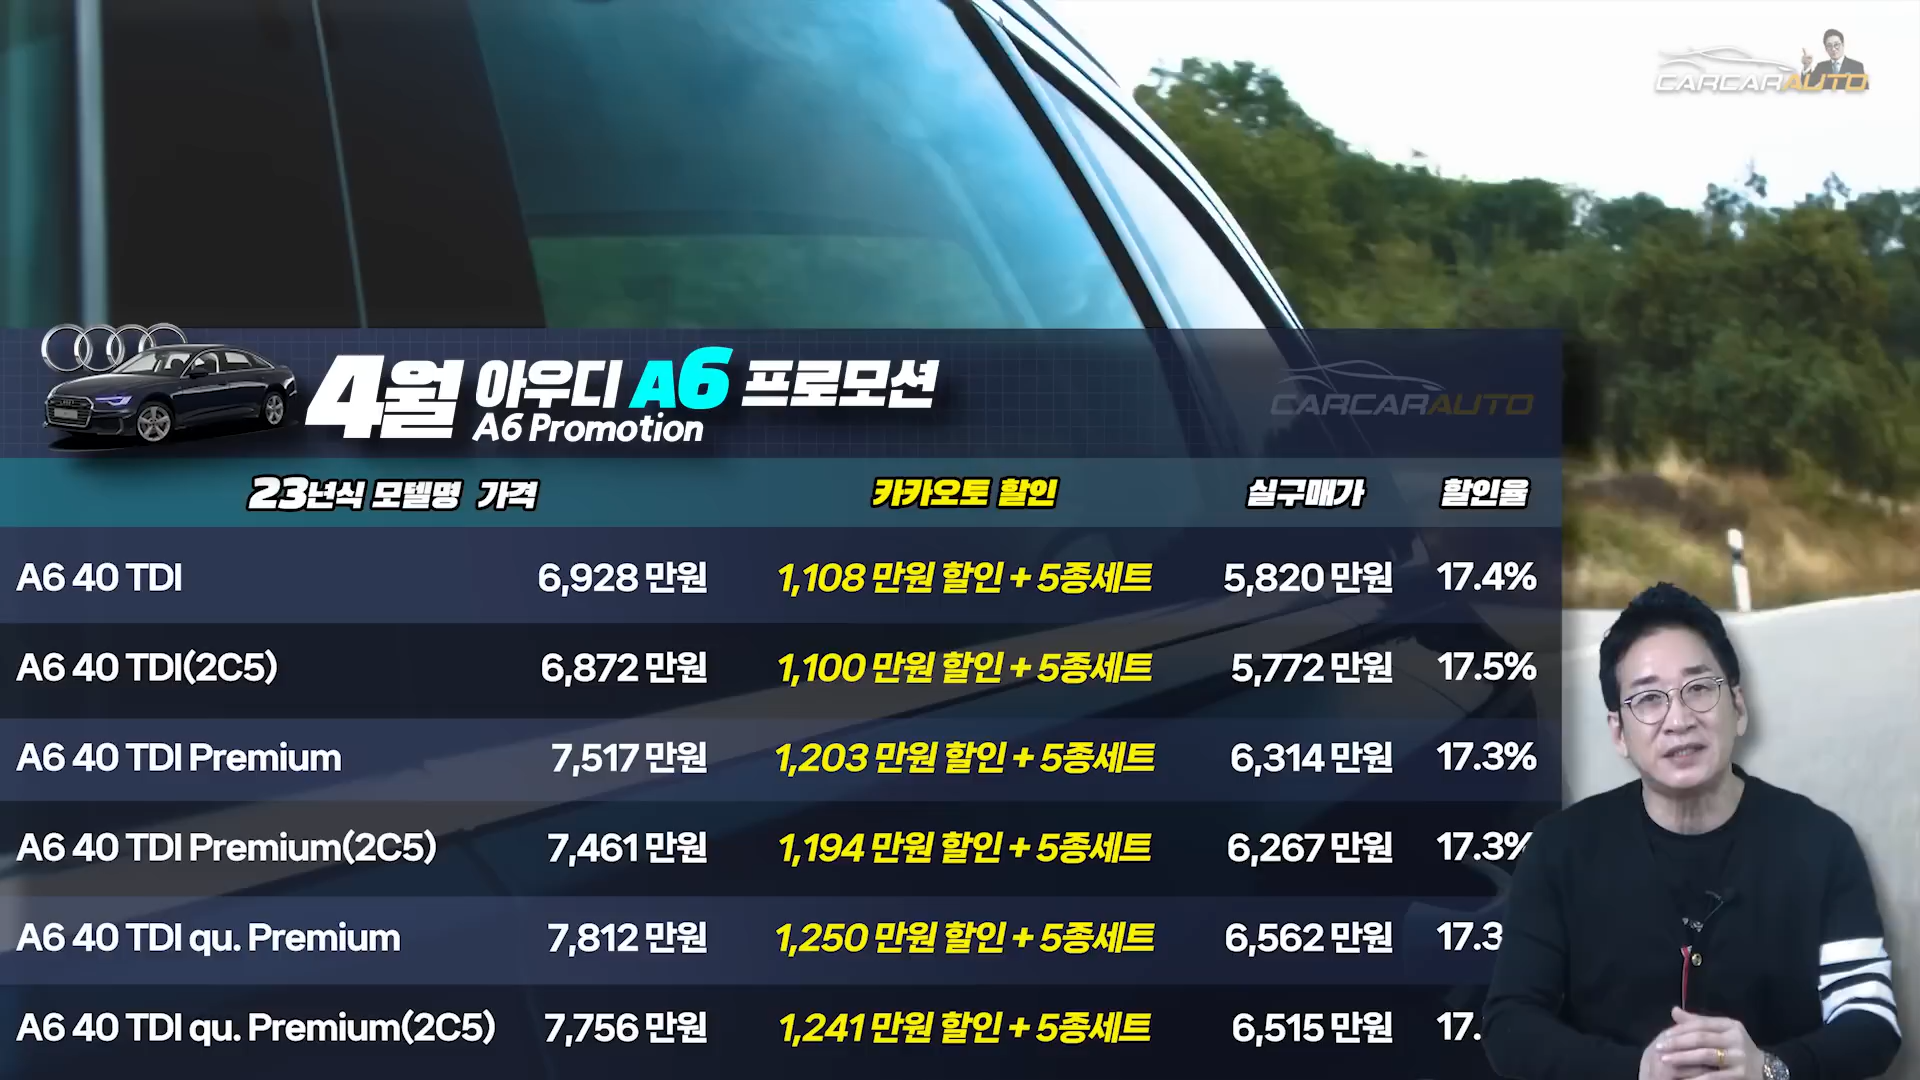 CARCARAUTO
4월 아우디 A6 프로모션
A6 Promotion
CARCARAUTO
23년식 모델명 가격 카카오토 할인 실구매가 할인율
A6 40 TDI 6,928 만원 1,108 만원 할인 + 5종세트 5,820 만원 17.4%
A6 40 TDI(2C5) 6,872 만원 1,100 만원 할인 + 5종세트 5,772 만원 17.5%
A6 40 TDI Premium 7,517 만원 1,203 만원 할인 + 5종세트 6,314 만원 17.3%
A6 40 TDI Premium(2C5) 7,461 만원 1,194 만원 할인 + 5종세트 6,267 만원 17.3%
A6 40 TDI qu. Premium 7,812 만원 1,250 만원 할인 + 5종세트 6,562 만원 17.3
A6 40 TDI qu. Premium(2C5) 7,756 만원 1,241 만원 할인 + 5종세트 6,515 만원 17.